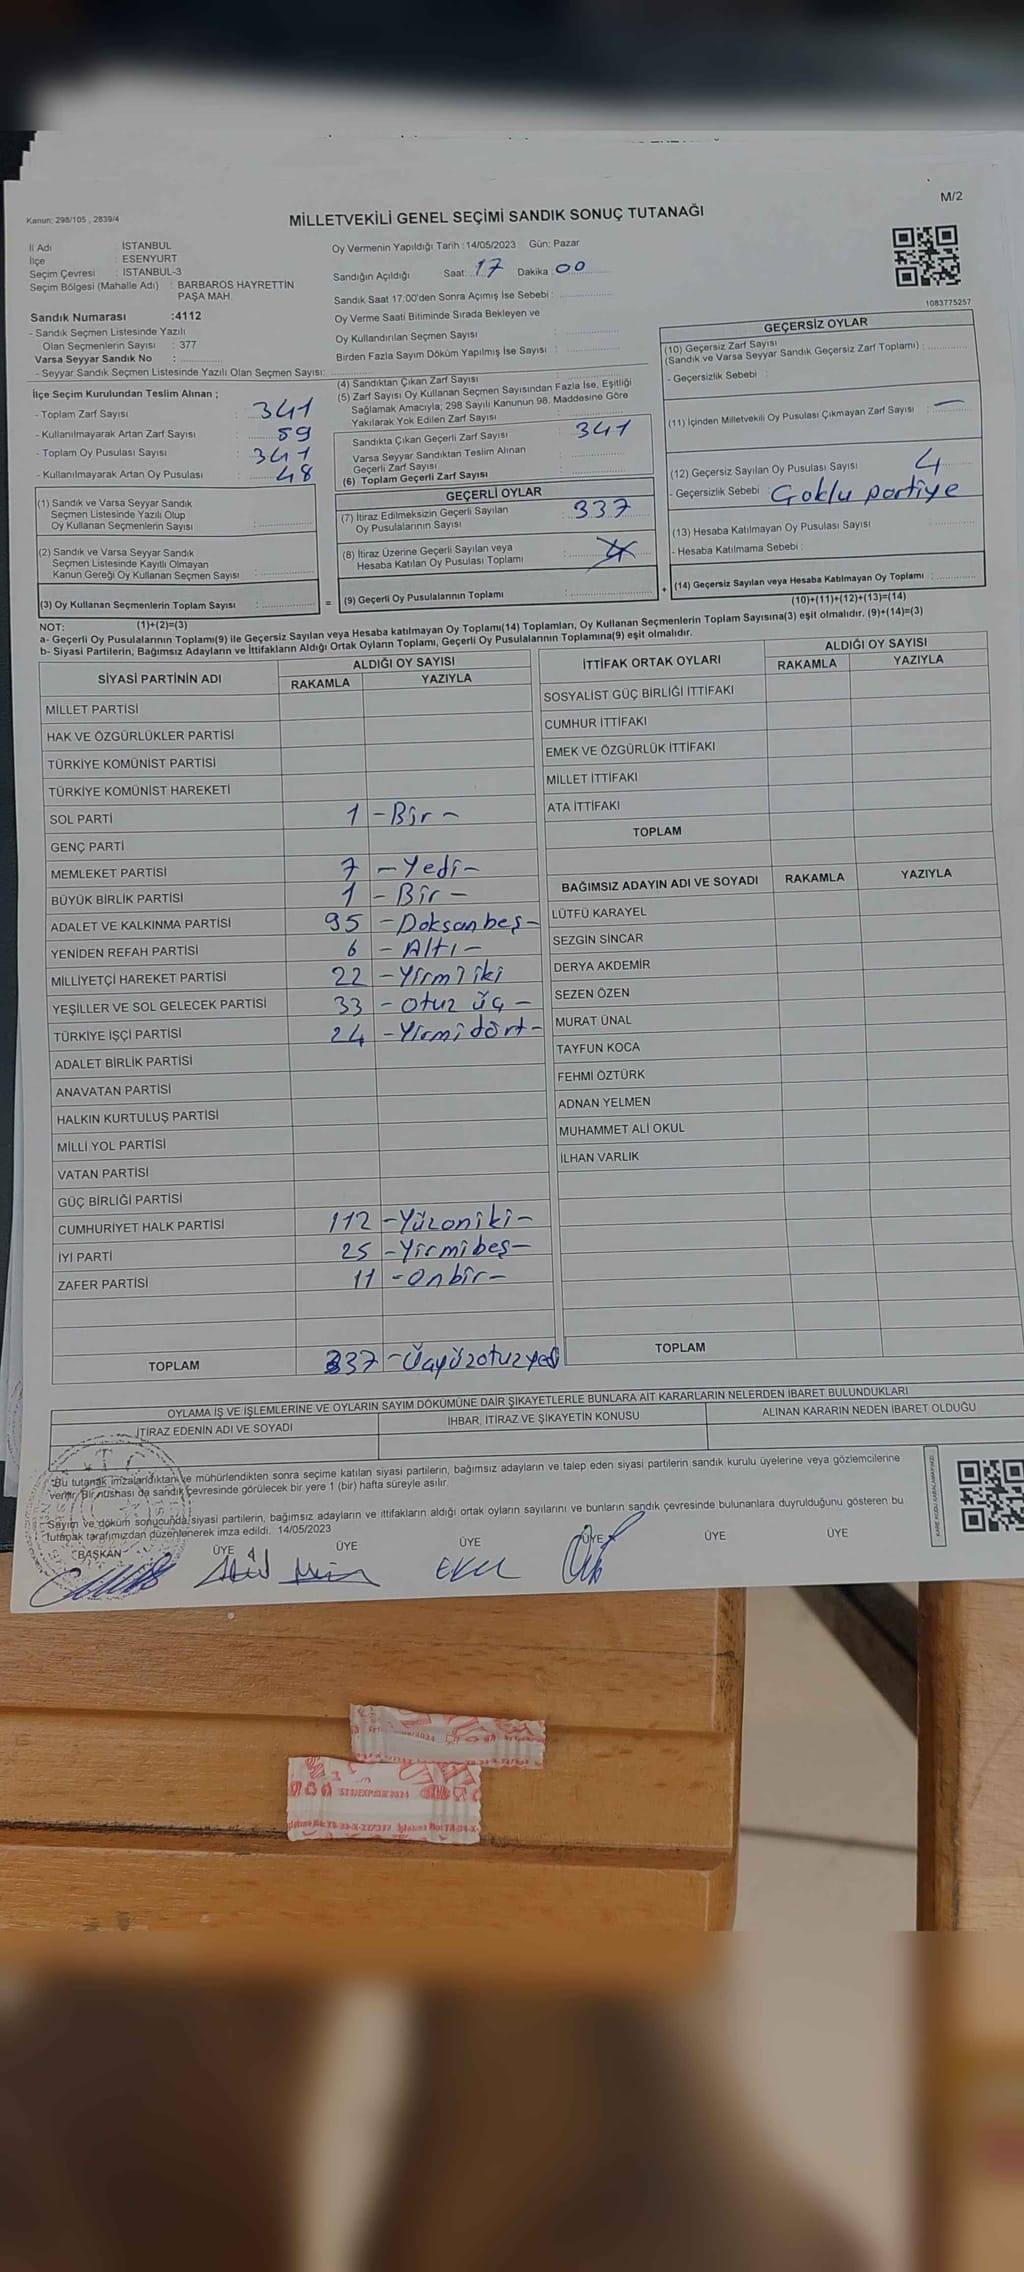 M/2
Kanun: 298/105 , 2839/4
MİLLETVEKİLİ GENEL SEÇİMİ SANDIK SONUÇ TUTANAĞI
İl Adı : İSTANBUL
İlçe : ESENYURT
Seçim Çevresi : İSTANBUL-3
Seçim Bölgesi (Mahalle Adı) : BARBAROS HAYRETTİN
PAŞA MAH.
Sandık Numarası :4112
- Sandık Seçmen Listesinde Yazılı
Olan Seçmenlerin Sayısı : 377
Varsa Seyyar Sandık No :
- Seyyar Sandık Seçmen Listesinde Yazılı Olan Seçmen Sayısı:
Oy Vermenin Yapıldığı Tarih :14/05/2023 Gün: Pazar
Sandığın Açıldığı Saat: 17 Dakika 00
Sandık Saat 17:00'den Sonra Açımış İse Sebebi :
Oy Verme Saati Bitiminde Sırada Bekleyen ve
Oy Kullandırılan Seçmen Sayısı :
Birden Fazla Sayım Döküm Yapılmış İse Sayısı :
1083775257
İlçe Seçim Kurulundan Teslim Alınan ;
- Toplam Zarf Sayısı : 341
- Kullanılmayarak Artan Zarf Sayısı : 59
- Toplam Oy Pusulası Sayısı : 341
- Kullanılmayarak Artan Oy Pusulası : 48
(1) Sandık ve Varsa Seyyar Sandık
Seçmen Listesinde Yazılı Olup
Oy Kullanan Seçmenlerin Sayısı :
(2) Sandık ve Varsa Seyyar Sandık
Seçmen Listesinde Kayıtlı Olmayan
Kanun Gereği Oy Kullanan Seçmen Sayısı :
(3) Oy Kullanan Seçmenlerin Toplam Sayısı :
(1)+(2)=(3)
(4) Sandıktan Çıkan Zarf Sayısı :
(5) Zarf Sayısı Oy Kullanan Seçmen Sayısından Fazla İse, Eşitliği
Sağlamak Amacıyla; 298 Sayılı Kanunun 98. Maddesine Göre
Yakılarak Yok Edilen Zarf Sayısı :
Sandıkta Çıkan Geçerli Zarf Sayısı : 341
Varsa Seyyar Sandıktan Teslim Alınan
Geçerli Zarf Sayısı :
(6) Toplam Geçerli Zarf Sayısı :
GEÇERLİ OYLAR
(7) İtiraz Edilmeksizin Geçerli Sayılan
Oy Pusulalarının Sayısı : 337
(8) İtiraz Üzerine Geçerli Sayılan veya
Hesaba Katılan Oy Pusulası Toplamı :
= (9) Geçerli Oy Pusulalarının Toplamı :
GEÇERSİZ OYLAR
(10) Geçersiz Zarf Sayısı
(Sandık ve Varsa Seyyar Sandık Geçersiz Zarf Toplamı) :
- Geçersizlik Sebebi :
(11) İçinden Milletvekili Oy Pusulası Çıkmayan Zarf Sayısı : —
(12) Geçersiz Sayılan Oy Pusulası Sayısı : 4
- Geçersizlik Sebebi : Çoklu partiye
(13) Hesaba Katılmayan Oy Pusulası Sayısı :
- Hesaba Katılmama Sebebi :
+ (14) Geçersiz Sayılan veya Hesaba Katılmayan Oy Toplamı :
(10)+(11)+(12)+(13)=(14)
NOT:
a- Geçerli Oy Pusulalarının Toplamı(9) ile Geçersiz Sayılan veya Hesaba katılmayan Oy Toplamı(14) Toplamları, Oy Kullanan Seçmenlerin Toplam Sayısına(3) eşit olmalıdır. (9)+(14)=(3)
b- Siyasi Partilerin, Bağımsız Adayların ve İttifakların Aldığı Ortak Oyların Toplamı, Geçerli Oy Pusulalarının Toplamına(9) eşit olmalıdır.
SİYASİ PARTİNİN ADI ALDIĞI OY SAYISI
RAKAMLA YAZIYLA
MİLLET PARTİSİ
HAK VE ÖZGÜRLÜKLER PARTİSİ
TÜRKİYE KOMÜNİST PARTİSİ
TÜRKİYE KOMÜNİST HAREKETİ
SOL PARTİ 1 -Bir-
GENÇ PARTİ
MEMLEKET PARTİSİ 7 -Yedi-
BÜYÜK BİRLİK PARTİSİ 1 -Bir-
ADALET VE KALKINMA PARTİSİ 95 -Doksanbeş-
YENİDEN REFAH PARTİSİ 6 -Altı-
MİLLİYETÇİ HAREKET PARTİSİ 22 -Yirmi iki
YEŞİLLER VE SOL GELECEK PARTİSİ 33 -otuz üç-
TÜRKİYE İŞÇİ PARTİSİ 24 -Yirmi dört-
ADALET BİRLİK PARTİSİ
ANAVATAN PARTİSİ
HALKIN KURTULUŞ PARTİSİ
MİLLİ YOL PARTİSİ
VATAN PARTİSİ
GÜÇ BİRLİĞİ PARTİSİ
CUMHURİYET HALK PARTİSİ 112 -Yüzoniki-
İYİ PARTİ 25 -Yirmibeş-
ZAFER PARTİSİ 11 -onbir-
TOPLAM 337 -Üçyüzotuzyedi
İTTİFAK ORTAK OYLARI ALDIĞI OY SAYISI
RAKAMLA YAZIYLA
SOSYALİST GÜÇ BİRLİĞİ İTTİFAKI
CUMHUR İTTİFAKI
EMEK VE ÖZGÜRLÜK İTTİFAKI
MİLLET İTTİFAKI
ATA İTTİFAKI
TOPLAM
BAĞIMSIZ ADAYIN ADI VE SOYADI RAKAMLA YAZIYLA
LÜTFÜ KARAYEL
SEZGİN SİNCAR
DERYA AKDEMİR
SEZEN ÖZEN
MURAT ÜNAL
TAYFUN KOCA
FEHMİ ÖZTÜRK
ADNAN YELMEN
MUHAMMET ALİ OKUL
İLHAN VARLIK
TOPLAM
OYLAMA İŞ VE İŞLEMLERİNE VE OYLARIN SAYIM DÖKÜMÜNE DAİR ŞİKAYETLERLE BUNLARA AİT KARARLARIN NELERDEN İBARET BULUNDUKLARI
İTİRAZ EDENİN ADI VE SOYADI İHBAR, İTİRAZ VE ŞİKAYETİN KONUSU ALINAN KARARIN NEDEN İBARET OLDUĞU
Bu tutanak imzalandıktan ve mühürlendikten sonra seçime katılan siyasi partilerin, bağımsız adayların ve talep eden siyasi partilerin sandık kurulu üyelerine veya gözlemcilerine
verilir. Bir nüshası da sandık çevresinde görülecek bir yere 1 (bir) hafta süreyle asılır.
Sayım ve döküm sonucunda siyasi partilerin, bağımsız adayların ve ittifakların aldığı ortak oyların sayılarını ve bunların sandık çevresinde bulunanlara duyrulduğunu gösteren bu
tutanak tarafımızdan düzenlenerek imza edildi. 14/05/2023
BAŞKAN ÜYE ÜYE ÜYE ÜYE ÜYE ÜYE